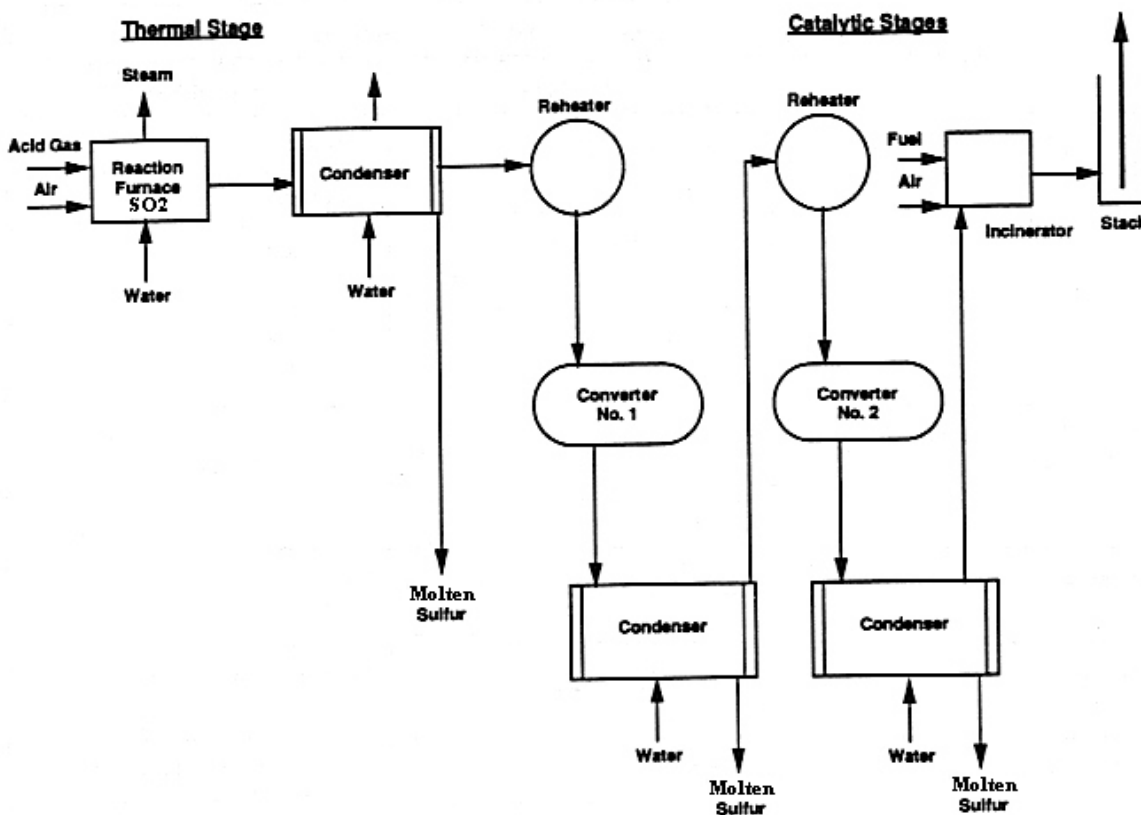 Thermal Stage
Catalytic Stages
Steam
Reheater
Reheater
Acid Gas
Air
Reaction
Furnace
SO2
Condenser
Fuel
Air
Incinerator
Stack
Water
Water
Converter
No. 1
Converter
No. 2
Molten
Sulfur
Condenser
Condenser
Water
Water
Molten
Sulfur
Molten
Sulfur